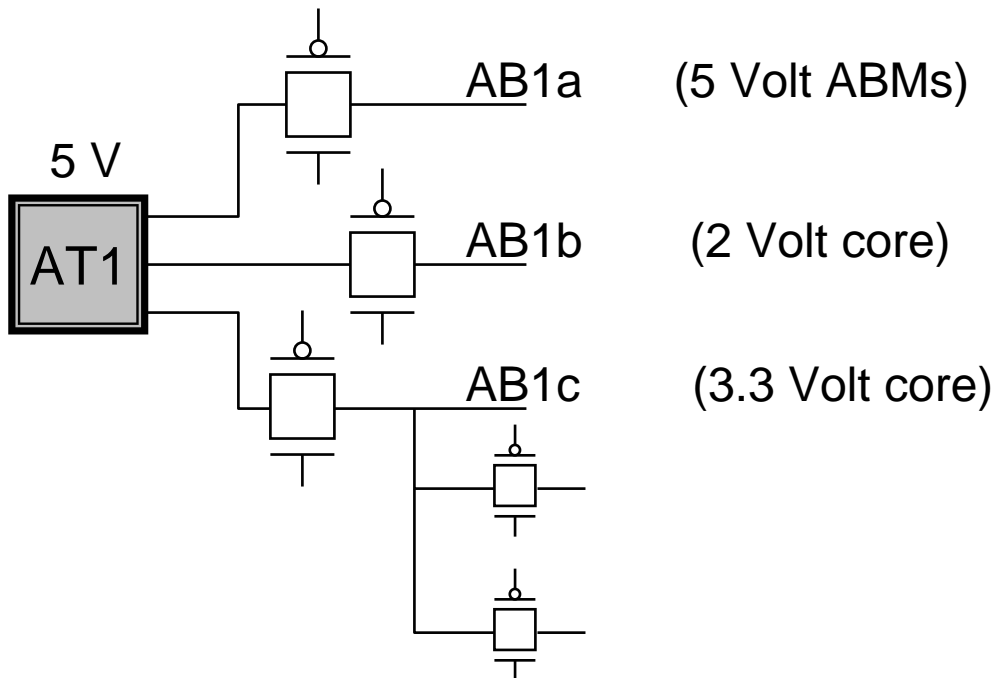 AB1a (5 Volt ABMs)
5 V
AT1
AB1b (2 Volt core)
AB1c (3.3 Volt core)